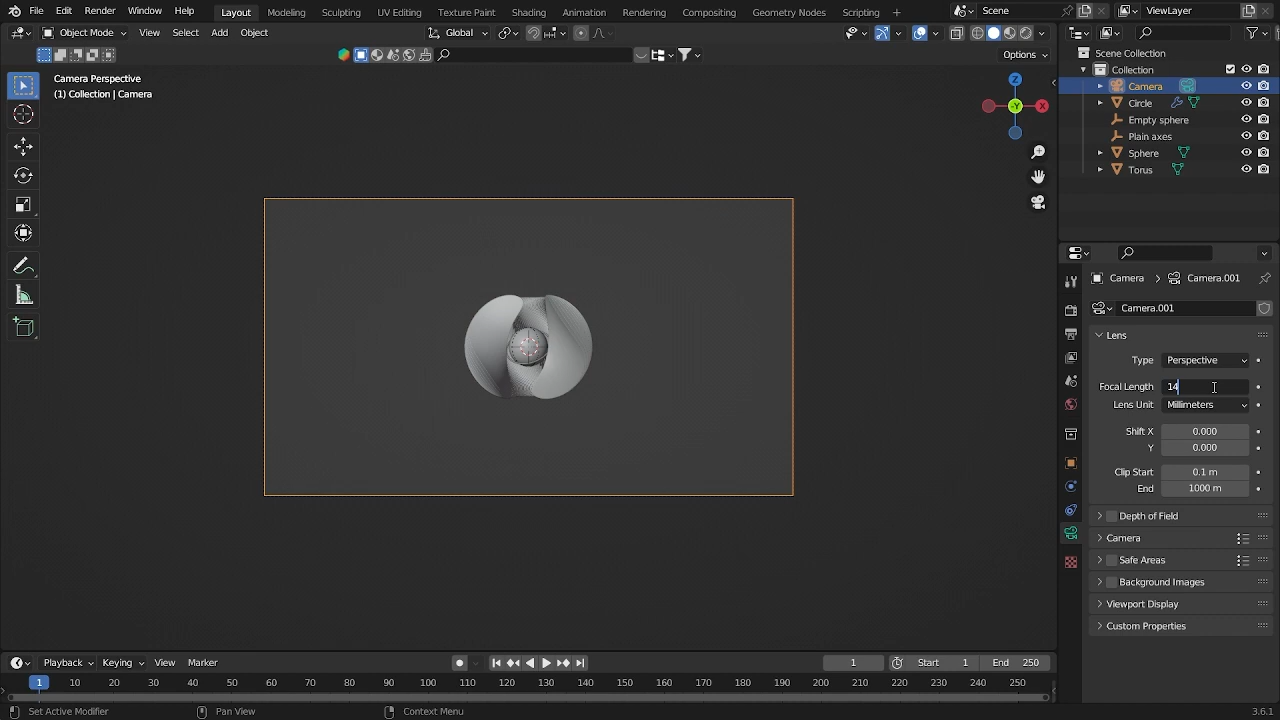 File Edit Render Window Help Layout Modeling Sculpting UV Editing Texture Paint Shading Animation Rendering Compositing Geometry Nodes Scripting + Scene ViewLayer
Object Mode View Select Add Object Global
Options
Camera Perspective
(1) Collection | Camera
Z
-Y X
Scene Collection
Collection
Camera
Circle
Empty sphere
Plain axes
Sphere
Torus
Camera > Camera.001
Camera.001
Lens
Type Perspective
Focal Length 14
Lens Unit Millimeters
Shift X 0.000
Y 0.000
Clip Start 0.1 m
End 1000 m
Depth of Field
Camera
Safe Areas
Background Images
Viewport Display
Custom Properties
Playback Keying View Marker 1 Start 1 End 250
1 10 20 30 40 50 60 70 80 90 100 110 120 130 140 150 160 170 180 190 200 210 220 230 240 250
Set Active Modifier Pan View Context Menu 3.6.1